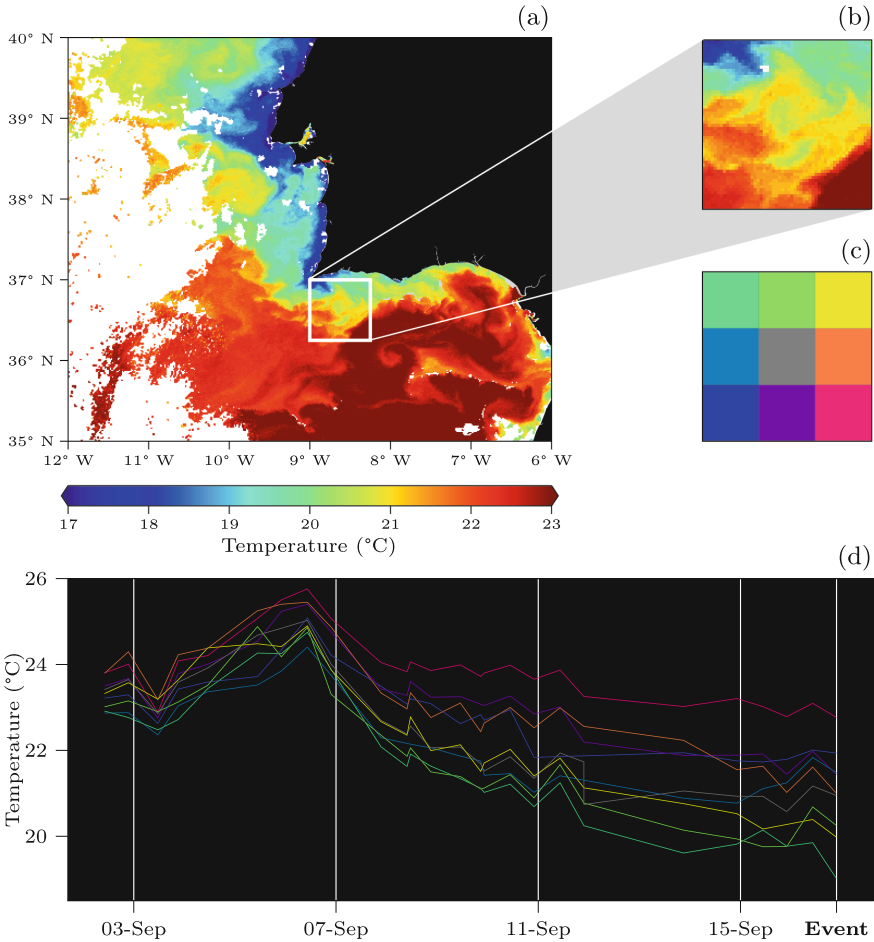 (a)
(b)
40° N
39° N
38° N
37° N
36° N
35° N
12° W 11° W 10° W 9° W 8° W 7° W 6° W
(c)
17 18 19 20 21 22 23
Temperature (°C)
(d)
26
24
22
20
Temperature (°C)
03-Sep 07-Sep 11-Sep 15-Sep Event